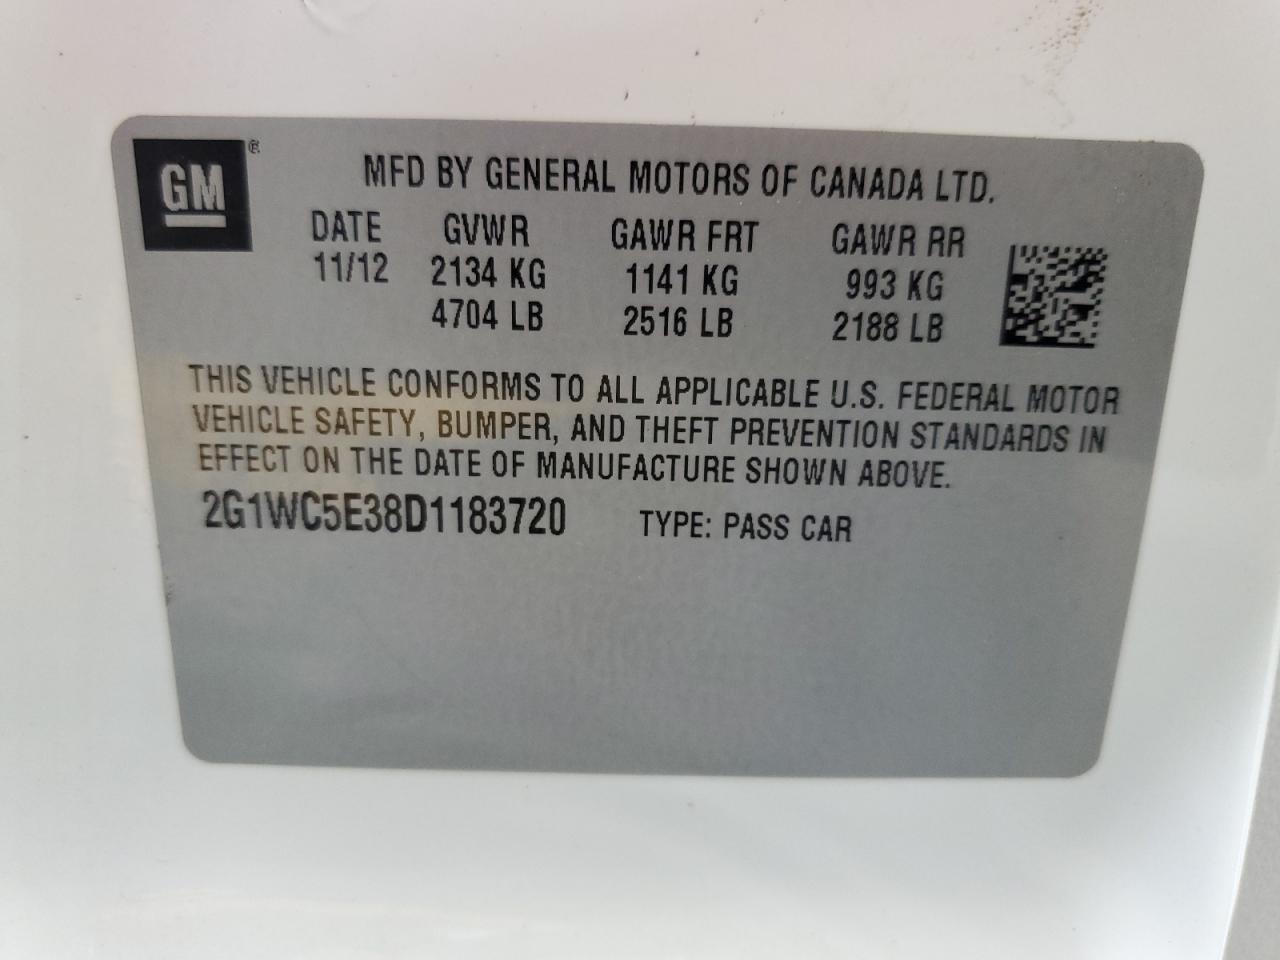 GM®
MFD BY GENERAL MOTORS OF CANADA LTD.
DATE GVWR GAWR FRT GAWR RR
11/12 2134 KG 1141 KG 993 KG
4704 LB 2516 LB 2188 LB
THIS VEHICLE CONFORMS TO ALL APPLICABLE U.S. FEDERAL MOTOR
VEHICLE SAFETY, BUMPER, AND THEFT PREVENTION STANDARDS IN
EFFECT ON THE DATE OF MANUFACTURE SHOWN ABOVE.
2G1WC5E38D1183720 TYPE: PASS CAR